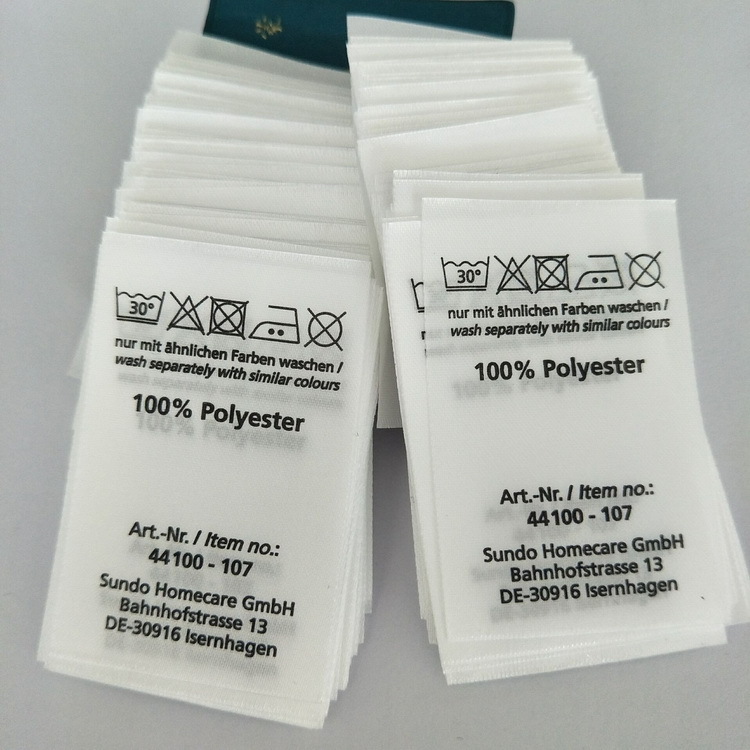 30°
nur mit ähnlichen Farben waschen /
wash separately with similar colours
100% Polyester
Art.-Nr. / Item no.:
44100 - 107
Sundo Homecare GmbH
Bahnhofstrasse 13
DE-30916 Isernhagen
30°
nur mit ähnlichen Farben waschen /
wash separately with similar colours
100% Polyester
Art.-Nr. / Item no.:
44100 - 107
Sundo Homecare GmbH
Bahnhofstrasse 13
DE-30916 Isernhagen